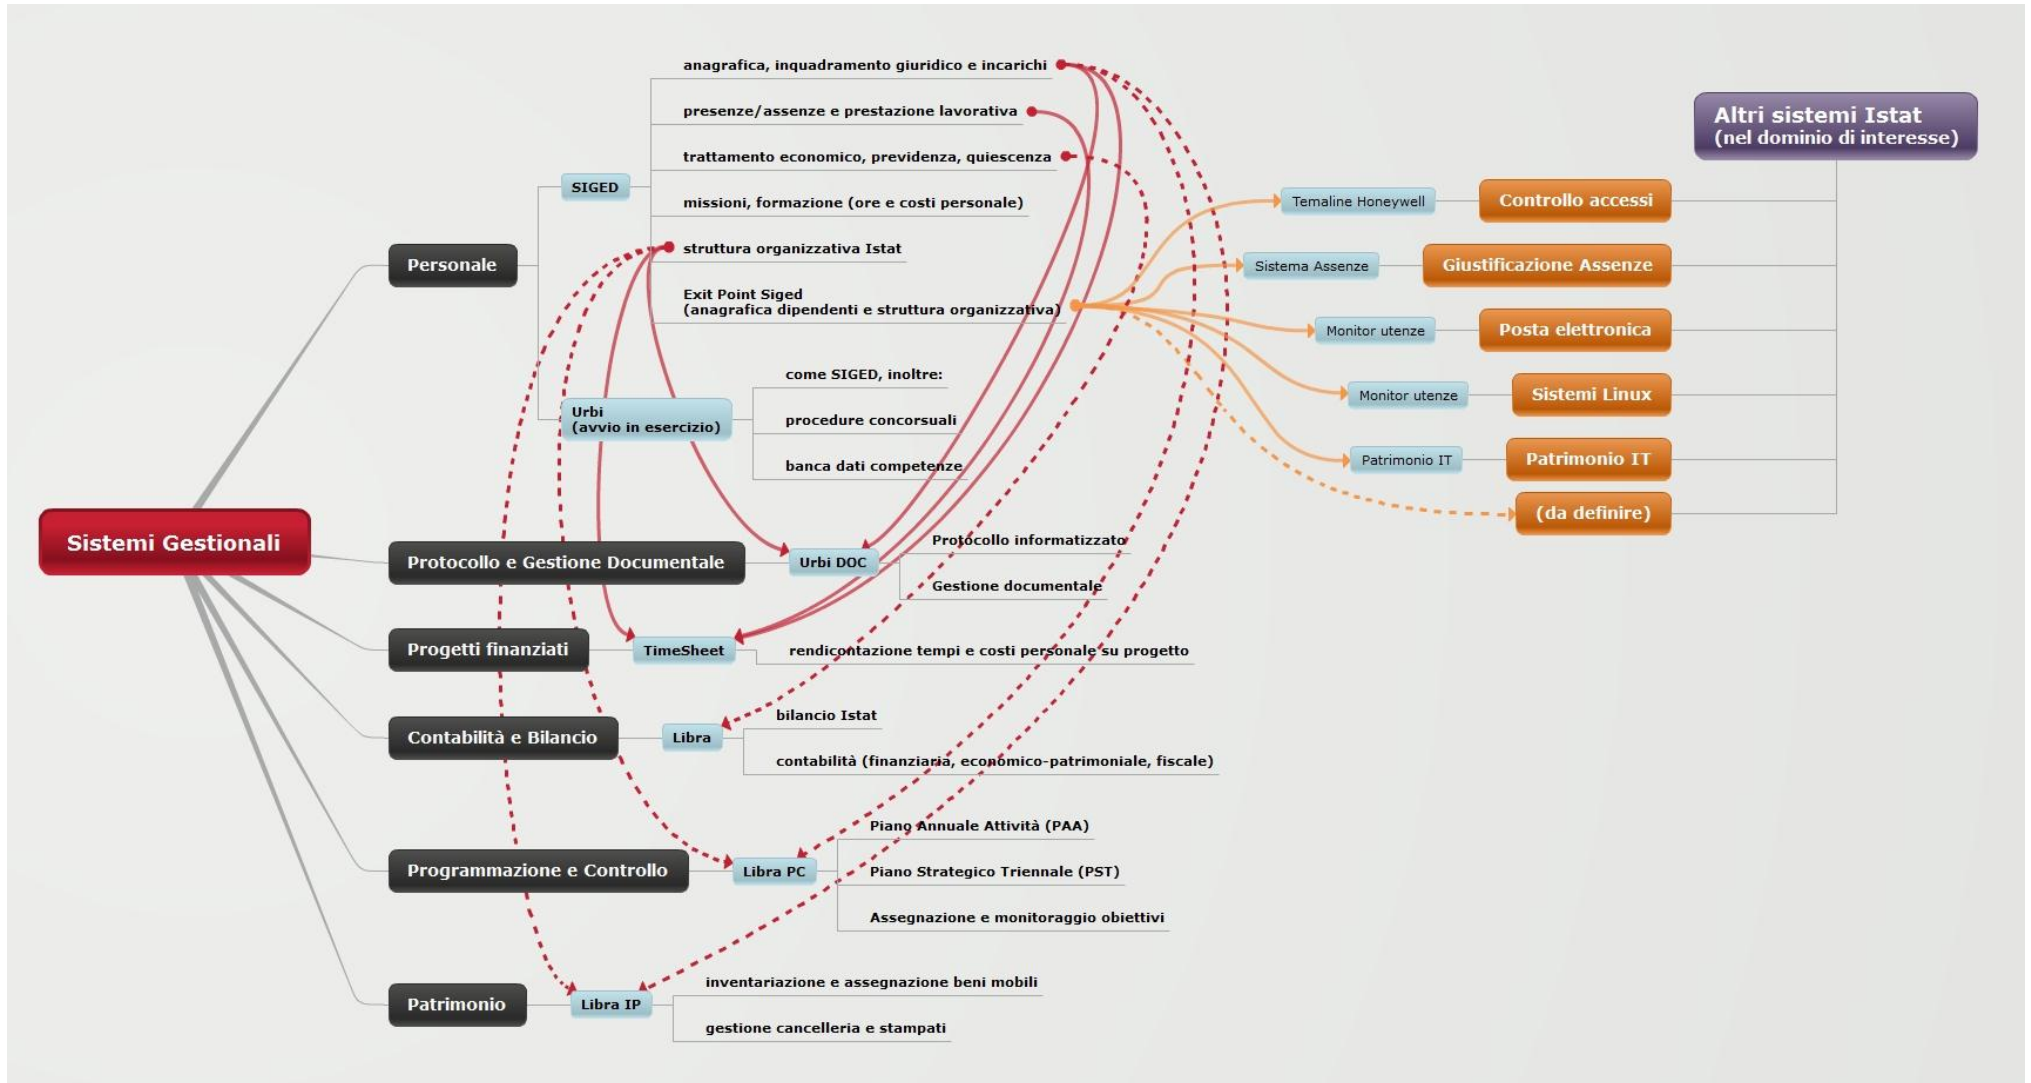 anagrafica, inquadramento giuridico e incarichi
presenze/assenze e prestazione lavorativa
trattamento economico, previdenza, quiescenza
SIGED
missioni, formazione (ore e costi personale)
struttura organizzativa Istat
Personale
Exit Point Siged
(anagrafica dipendenti e struttura organizzativa)
come SIGED, inoltre:
Urbi
(avvio in esercizio)
procedure concorsuali
banca dati competenze
Sistemi Gestionali
Protocollo e Gestione Documentale
Urbi DOC
Protocollo informatizzato
Gestione documentale
Progetti finanziati
TimeSheet
rendicontazione tempi e costi personale su progetto
Contabilità e Bilancio
Libra
bilancio Istat
contabilità (finanziaria, economico-patrimoniale, fiscale)
Programmazione e Controllo
Libra PC
Piano Annuale Attività (PAA)
Piano Strategico Triennale (PST)
Assegnazione e monitoraggio obiettivi
Patrimonio
Libra IP
inventariazione e assegnazione beni mobili
gestione cancelleria e stampati
Altri sistemi Istat
(nel dominio di interesse)
Temaline Honeywell
Controllo accessi
Sistema Assenze
Giustificazione Assenze
Monitor utenze
Posta elettronica
Monitor utenze
Sistemi Linux
Patrimonio IT
Patrimonio IT
(da definire)